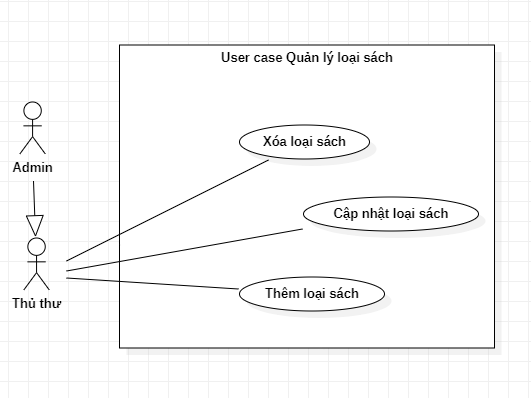 User case Quản lý loại sách
Xóa loại sách
Admin
Cập nhật loại sách
Thêm loại sách
Thủ thư